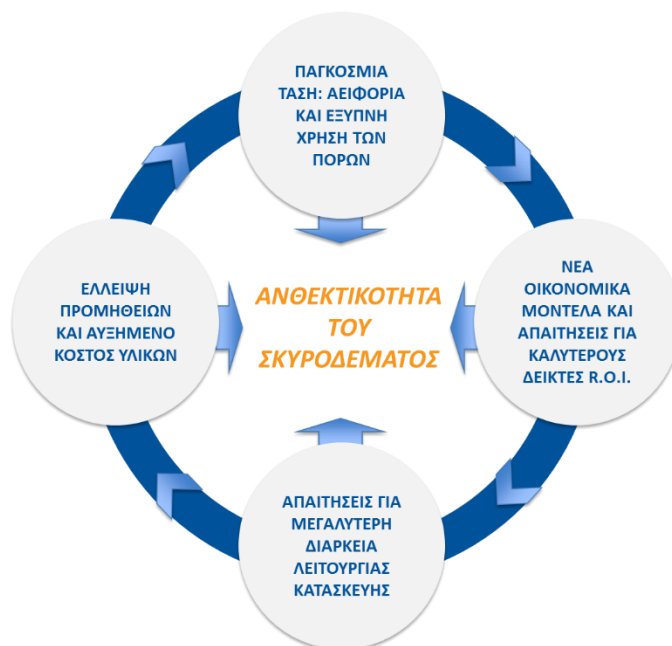 ΠΑΓΚΟΣΜΙΑ
ΤΑΣΗ: ΑΕΙΦΟΡΙΑ
ΚΑΙ ΕΞΥΠΝΗ
ΧΡΗΣΗ ΤΩΝ
ΠΟΡΩΝ
ΕΛΛΕΙΨΗ
ΠΡΟΜΗΘΕΙΩΝ
ΚΑΙ ΑΥΞΗΜΕΝΟ
ΚΟΣΤΟΣ ΥΛΙΚΩΝ
ΑΝΘΕΚΤΙΚΟΤΗΤΑ
ΤΟΥ
ΣΚΥΡΟΔΕΜΑΤΟΣ
ΝΕΑ
ΟΙΚΟΝΟΜΙΚΑ
ΜΟΝΤΕΛΑ ΚΑΙ
ΑΠΑΙΤΗΣΕΙΣ ΓΙΑ
ΚΑΛΥΤΕΡΟΥΣ
ΔΕΙΚΤΕΣ R.O.I.
ΑΠΑΙΤΗΣΕΙΣ ΓΙΑ
ΜΕΓΑΛΥΤΕΡΗ
ΔΙΑΡΚΕΙΑ
ΛΕΙΤΟΥΡΓΙΑΣ
ΚΑΤΑΣΚΕΥΗΣ